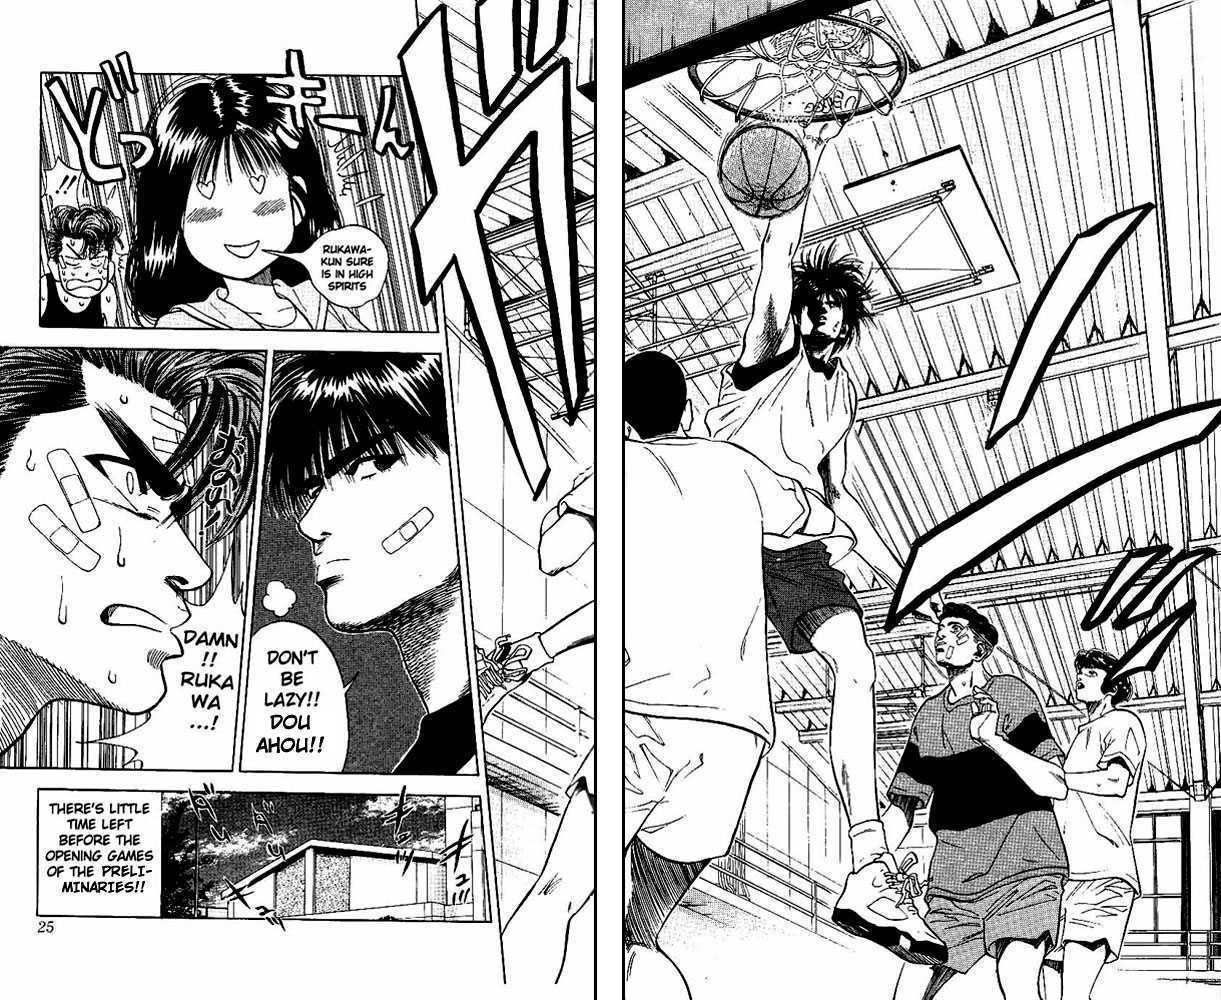 きーん
どっ
!!
RUKAWA-
KUN SURE
IS IN HIGH
SPIRITS
DON'T
BE
LAZY!!
DOU
AHOU!!
DAMN
!!
RUKA
WA
...!
THERE'S LITTLE
TIME LEFT
BEFORE THE
OPENING GAMES
OF THE PRELI-
MINARIES!!
25